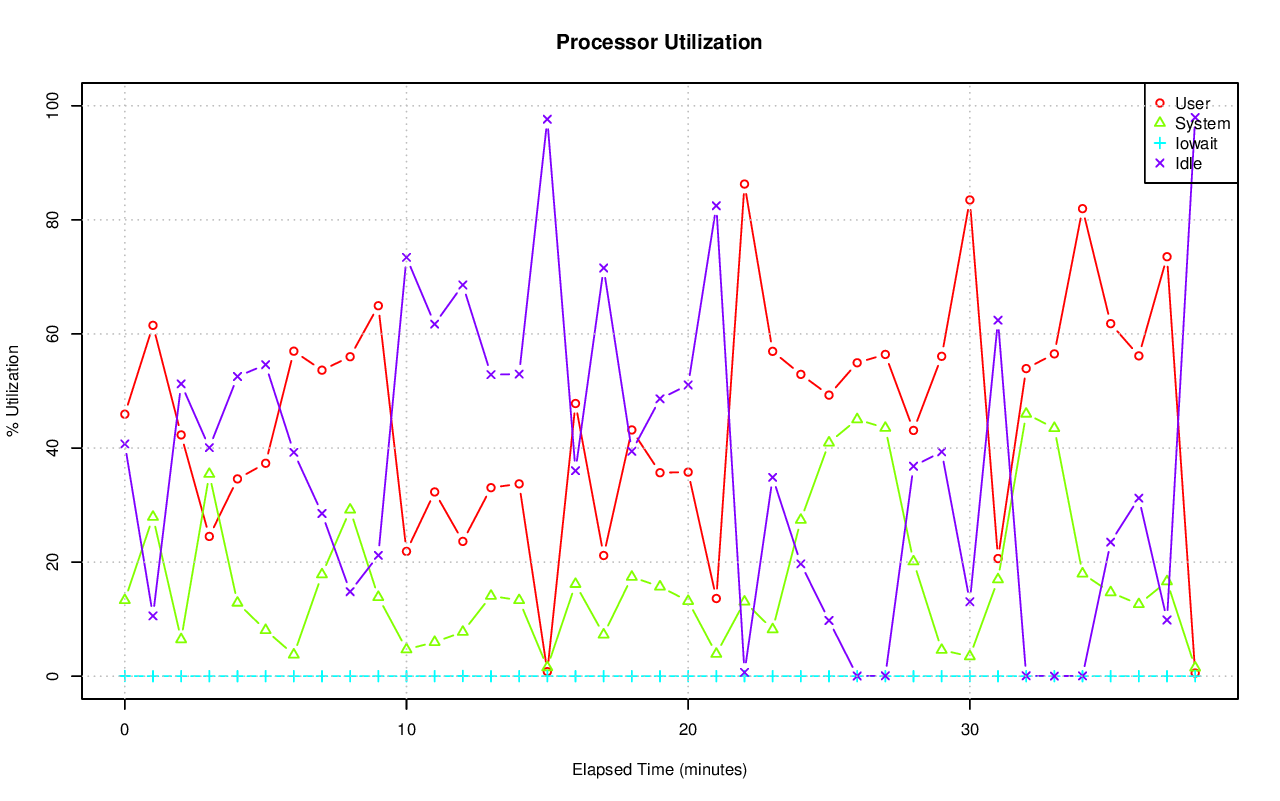 Processor Utilization
% Utilization
100
80
60
40
20
0
User
System
Iowait
Idle
0 10 20 30
Elapsed Time (minutes)